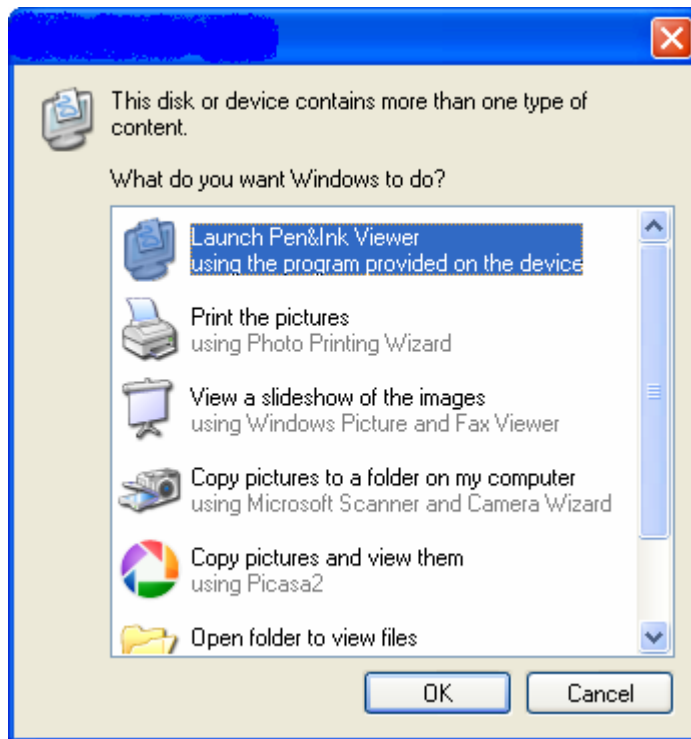 This disk or device contains more than one type of
content.
What do you want Windows to do?
Launch Pen&Ink Viewer
using the program provided on the device
Print the pictures
using Photo Printing Wizard
View a slideshow of the images
using Windows Picture and Fax Viewer
Copy pictures to a folder on my computer
using Microsoft Scanner and Camera Wizard
Copy pictures and view them
using Picasa2
Open folder to view files
OK
Cancel